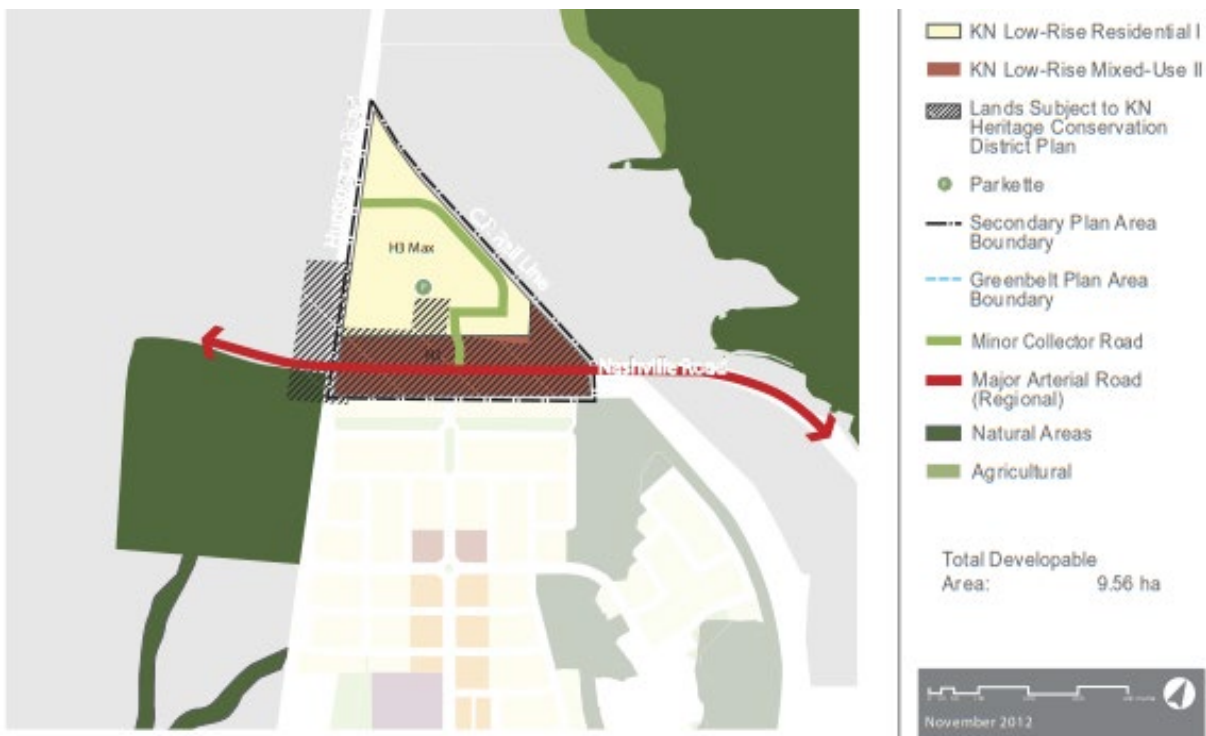 Huntington Road
C.P. Rail Line
H3 Max
P
Nashville Road
KN Low-Rise Residential I
KN Low-Rise Mixed-Use II
Lands Subject to KN
Heritage Conservation
District Plan
P
Parkette
Secondary Plan Area
Boundary
Greenbelt Plan Area
Boundary
Minor Collector Road
Major Arterial Road
(Regional)
Natural Areas
Agricultural
Total Developable
Area: 9.56 ha
November 2012